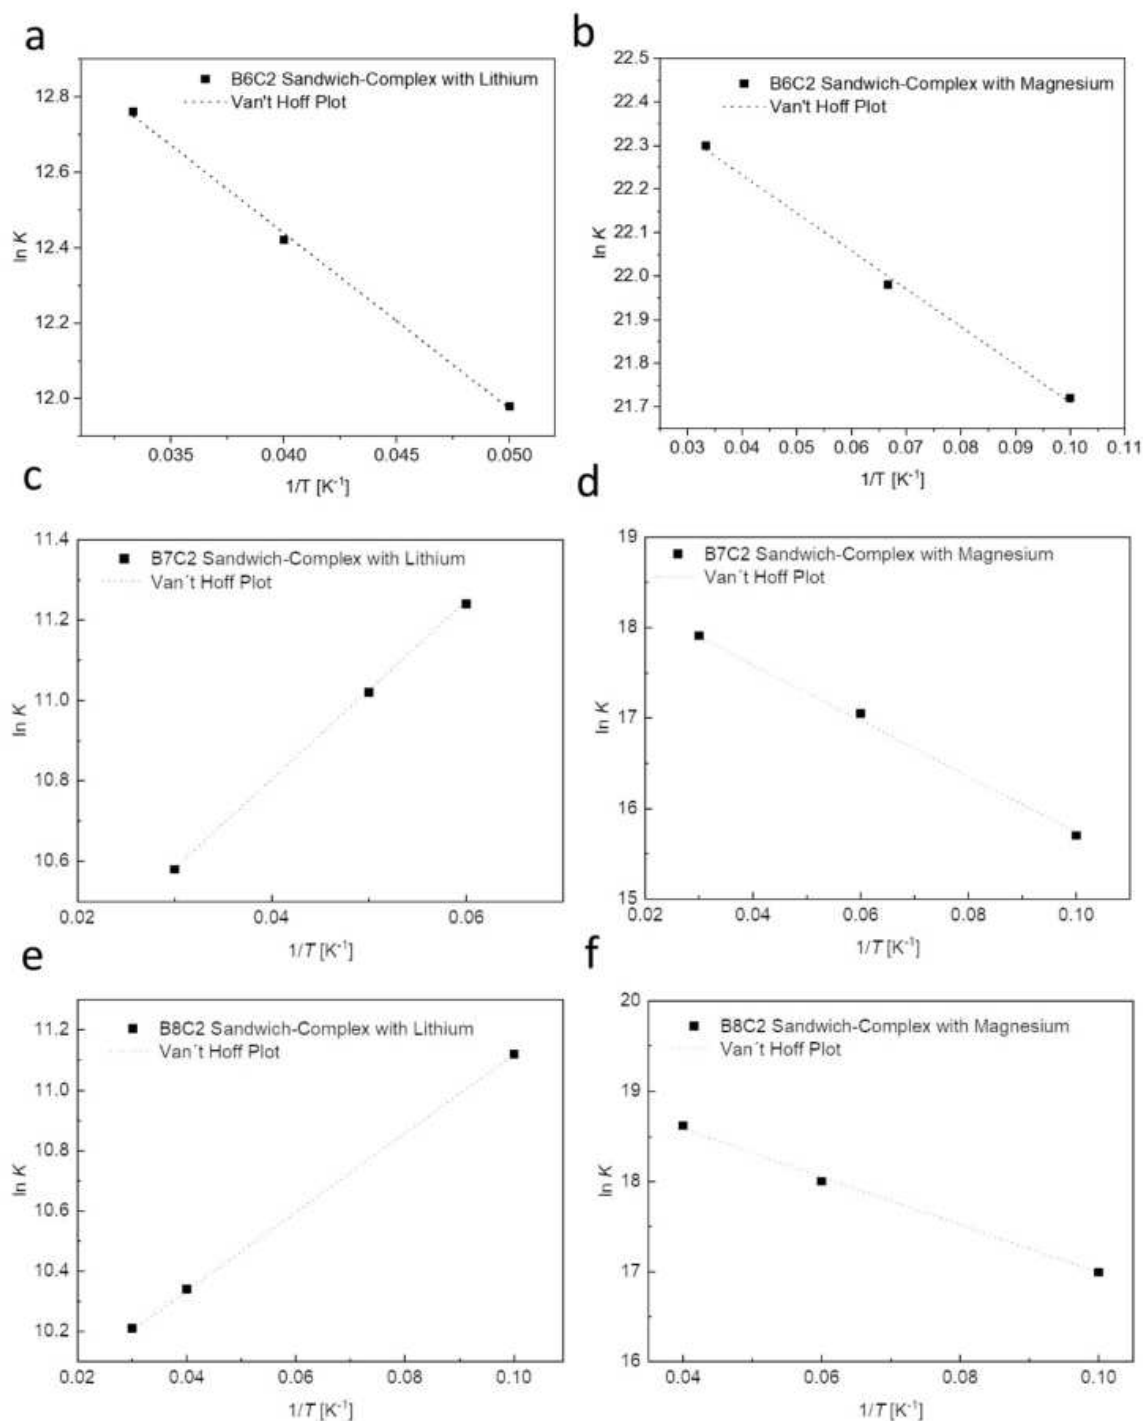 a
B6C2 Sandwich-Complex with Lithium
Van't Hoff Plot
12.8
12.6
12.4
12.2
12.0
ln K
0.035
0.040
0.045
0.050
1/T [K⁻¹]
b
B6C2 Sandwich-Complex with Magnesium
Van't Hoff Plot
22.5
22.4
22.3
22.2
22.1
22.0
21.9
21.8
21.7
ln K
0.03
0.04
0.05
0.06
0.07
0.08
0.09
0.10
0.11
1/T [K⁻¹]
c
B7C2 Sandwich-Complex with Lithium
Van´t Hoff Plot
11.4
11.2
11.0
10.8
10.6
ln K
0.02
0.04
0.06
1/T [K⁻¹]
d
B7C2 Sandwich-Complex with Magnesium
Van´t Hoff Plot
19
18
17
16
15
ln K
0.02
0.04
0.06
0.08
0.10
1/T [K⁻¹]
e
B8C2 Sandwich-Complex with Lithium
Van´t Hoff Plot
11.2
11.0
10.8
10.6
10.4
10.2
ln K
0.02
0.04
0.06
0.08
0.10
1/T [K⁻¹]
f
B8C2 Sandwich-Complex with Magnesium
Van´t Hoff Plot
20
19
18
17
16
ln K
0.04
0.06
0.08
0.10
1/T [K⁻¹]